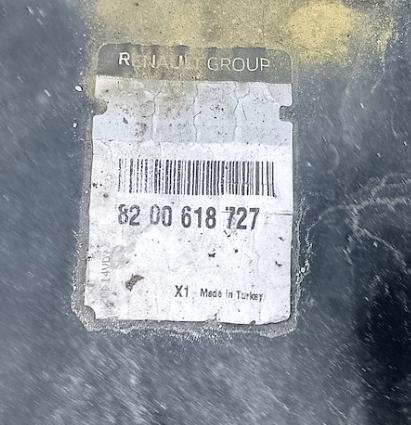 RENAULT GROUP
82 00 618 727
X1 Made in Turkey